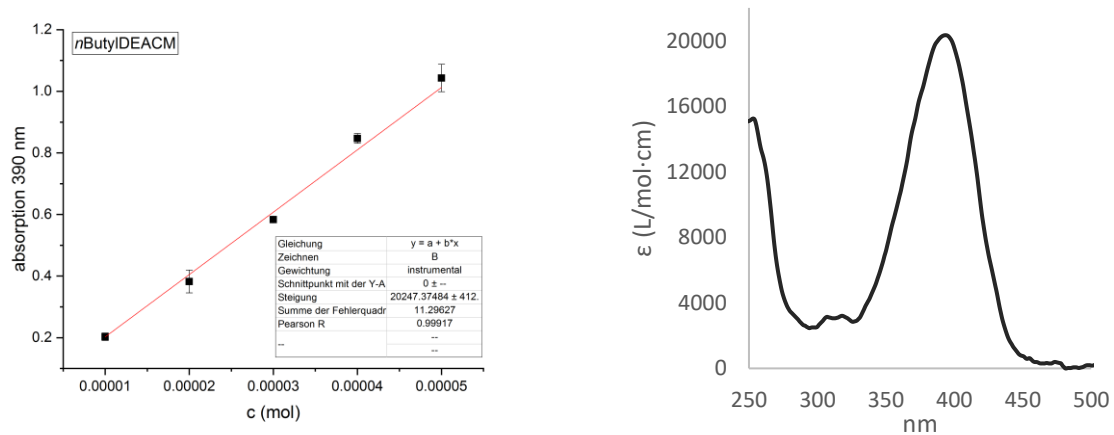 nButylDEACM
1.2
1.0
0.8
0.6
0.4
0.2
absorption 390 nm
0.00001 0.00002 0.00003 0.00004 0.00005
c (mol)
Gleichung y = a + b*x
Zeichnen B
Gewichtung instrumental
Schnittpunkt mit der Y-A 0 ± --
Steigung 20247.37484 ± 412.
Summe der Fehlerquadr 11.29627
Pearson R 0.99917
--
-- --
20000
16000
12000
8000
4000
0
ε (L/mol·cm)
250 300 350 400 450 500
nm